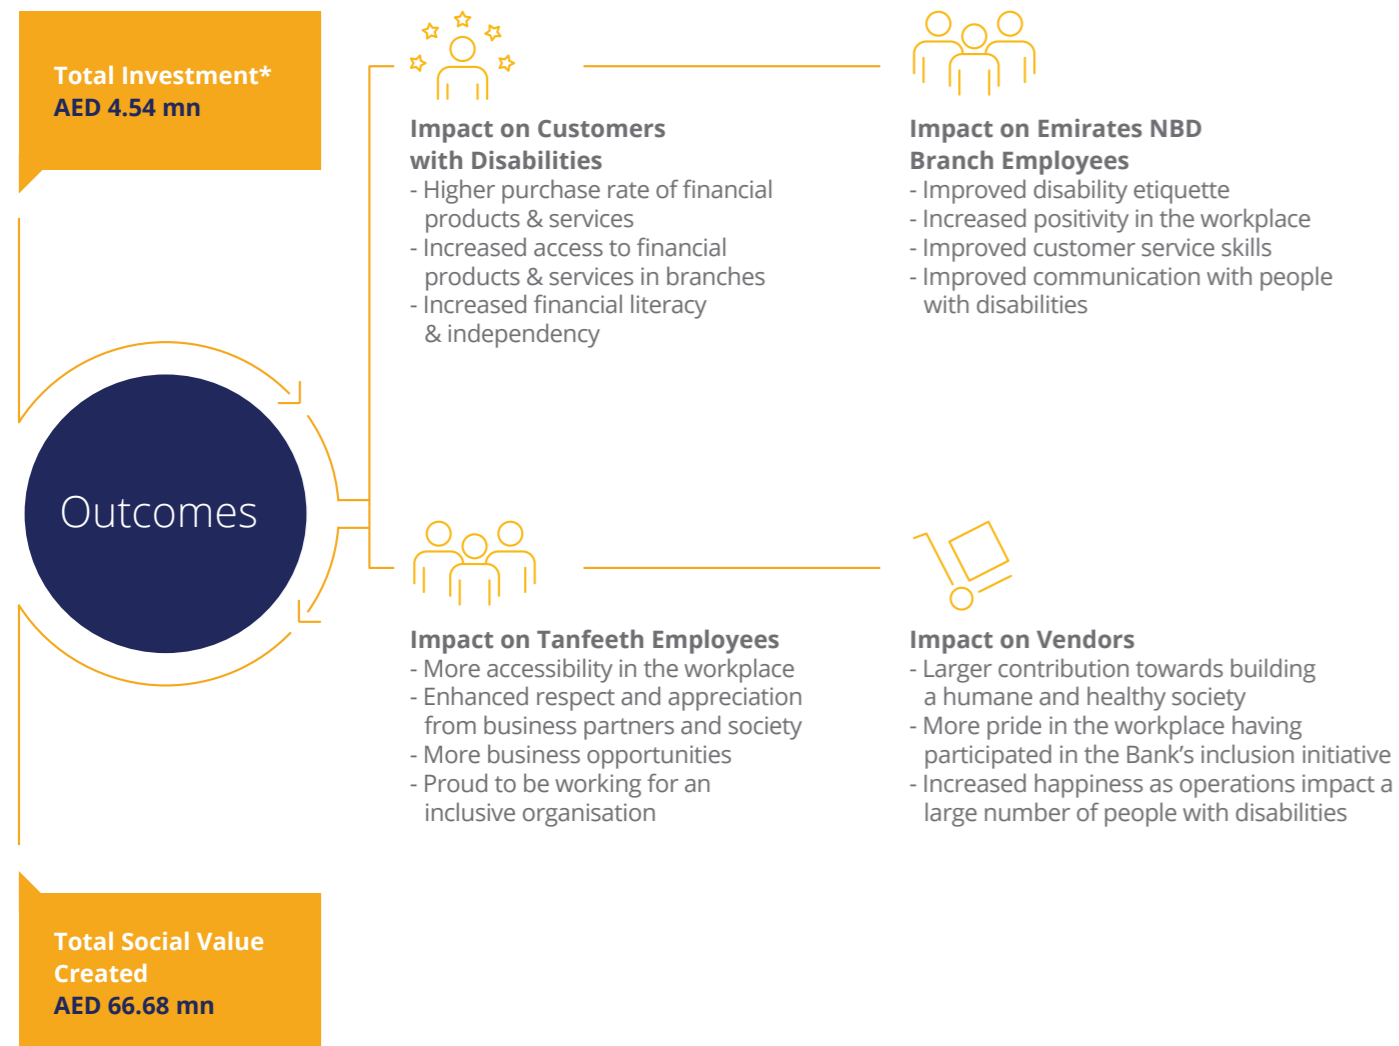 Total Investment*
AED 4.54 mn
Impact on Customers
with Disabilities
- Higher purchase rate of financial
products & services
- Increased access to financial
products & services in branches
- Increased financial literacy
& independency
Impact on Emirates NBD
Branch Employees
- Improved disability etiquette
- Increased positivity in the workplace
- Improved customer service skills
- Improved communication with people
with disabilities
Outcomes
Impact on Tanfeeth Employees
- More accessibility in the workplace
- Enhanced respect and appreciation
from business partners and society
- More business opportunities
- Proud to be working for an
inclusive organisation
Impact on Vendors
- Larger contribution towards building
a humane and healthy society
- More pride in the workplace having
participated in the Bank’s inclusion initiative
- Increased happiness as operations impact a
large number of people with disabilities
Total Social Value
Created
AED 66.68 mn